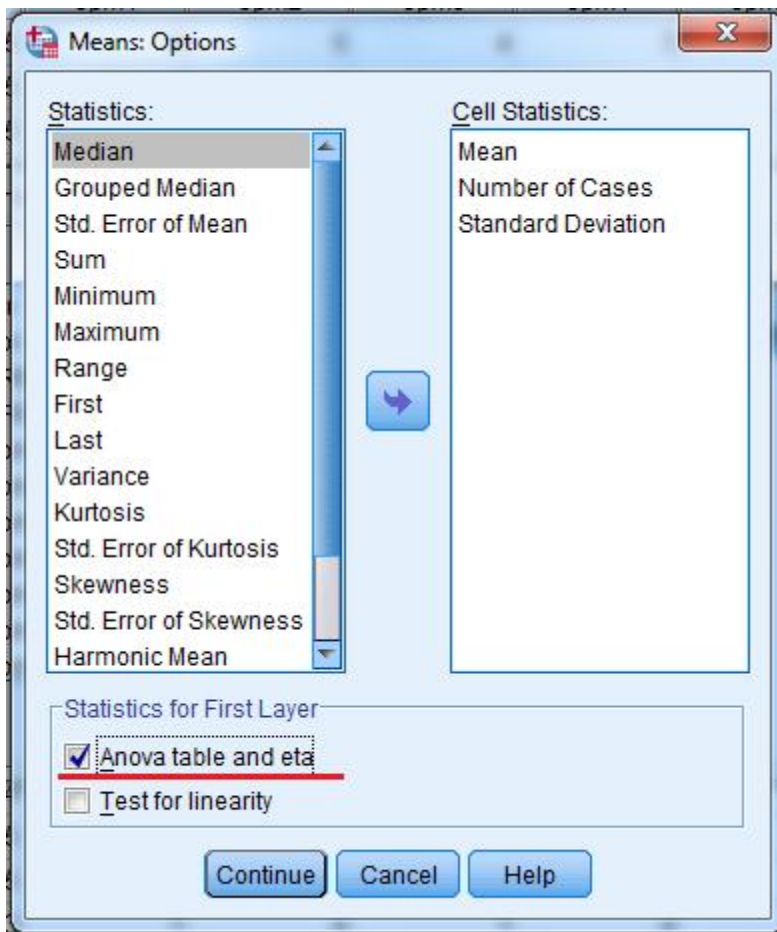 Means: Options
Statistics:
Median
Grouped Median
Std. Error of Mean
Sum
Minimum
Maximum
Range
First
Last
Variance
Kurtosis
Std. Error of Kurtosis
Skewness
Std. Error of Skewness
Harmonic Mean
Cell Statistics:
Mean
Number of Cases
Standard Deviation
Statistics for First Layer
Anova table and eta
Test for linearity
Continue Cancel Help